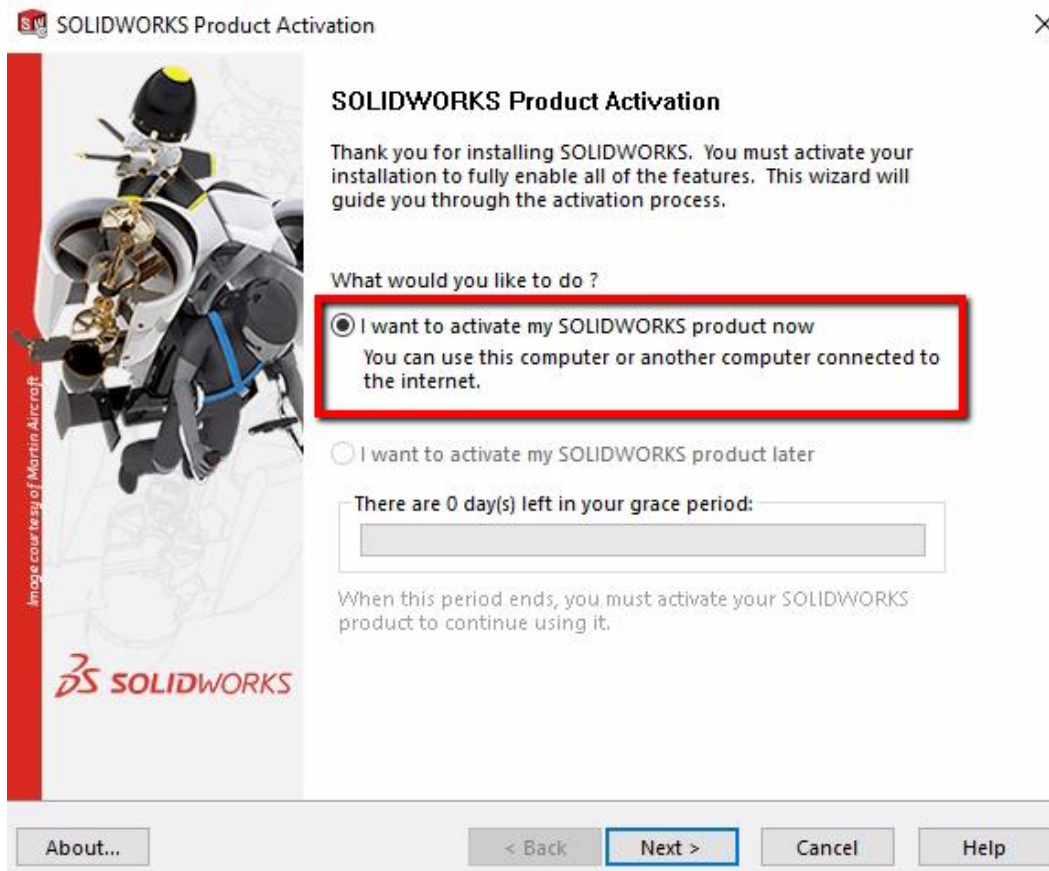 SOLIDWORKS Product Activation
SOLIDWORKS Product Activation
Thank you for installing SOLIDWORKS. You must activate your
installation to fully enable all of the features. This wizard will
guide you through the activation process.
What would you like to do ?
I want to activate my SOLIDWORKS product now
You can use this computer or another computer connected to
the internet.
I want to activate my SOLIDWORKS product later
There are 0 day(s) left in your grace period:
When this period ends, you must activate your SOLIDWORKS
product to continue using it.
Image courtesy of Martin Aircraft
SOLIDWORKS
About...
< Back
Next >
Cancel
Help